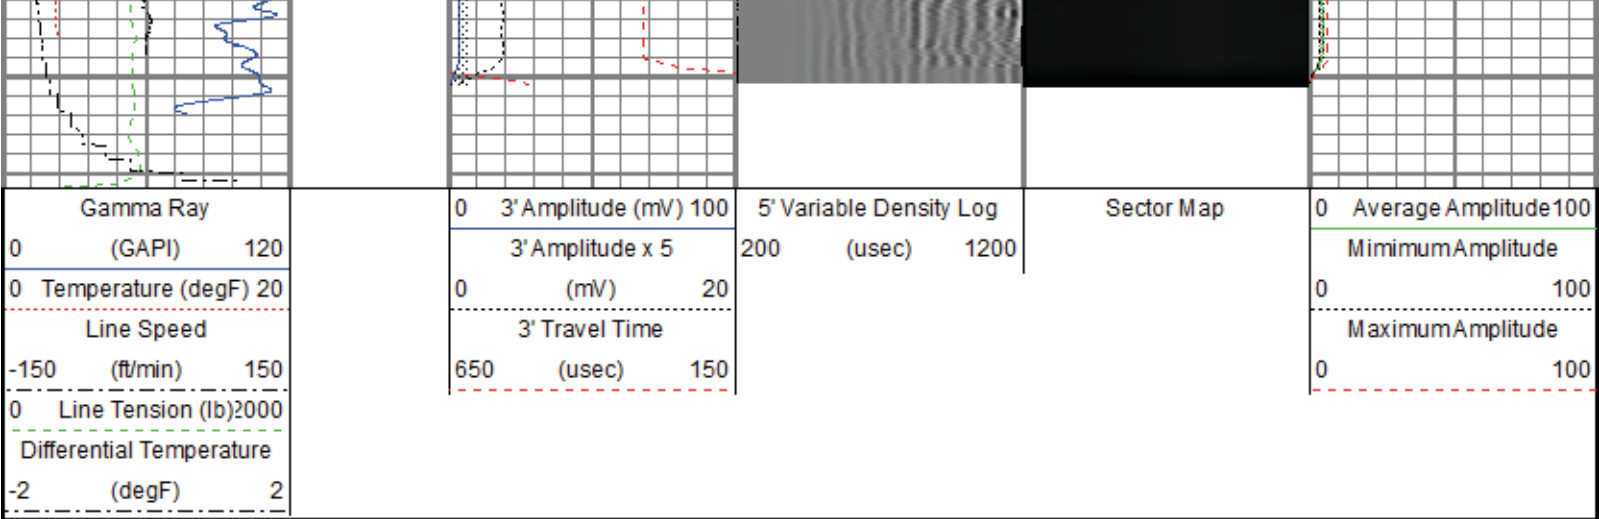 Gamma Ray
0 (GAPI) 120
0 Temperature (degF) 20
Line Speed
-150 (ft/min) 150
0 Line Tension (lb) 2000
Differential Temperature
-2 (degF) 2
0 3' Amplitude (mV) 100
3' Amplitude x 5
0 (mV) 20
3' Travel Time
650 (usec) 150
5' Variable Density Log
200 (usec) 1200
Sector Map
0 Average Amplitude 100
Mimimum Amplitude
0 100
Maximum Amplitude
0 100